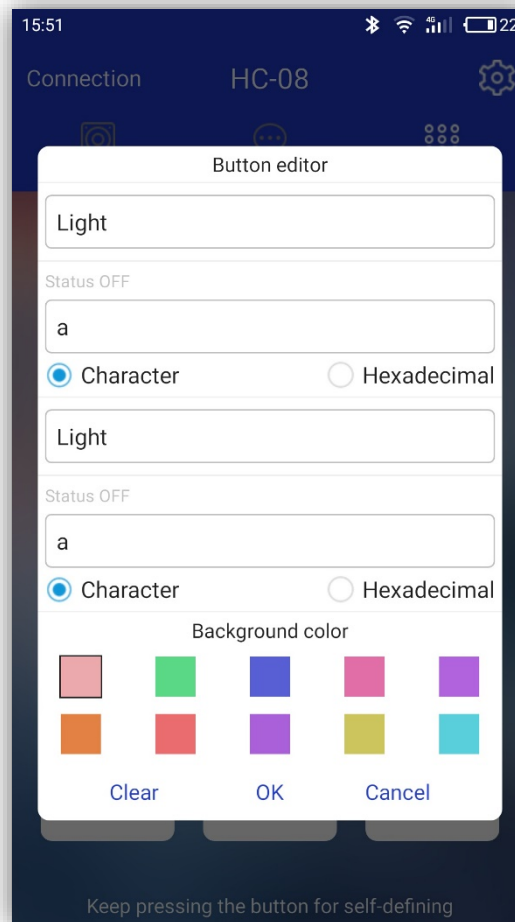 15:51 4G 22
Connection HC-08
Button editor
Light
Status OFF
a
Character Hexadecimal
Light
Status OFF
a
Character Hexadecimal
Background color
Clear OK Cancel
Keep pressing the button for self-defining